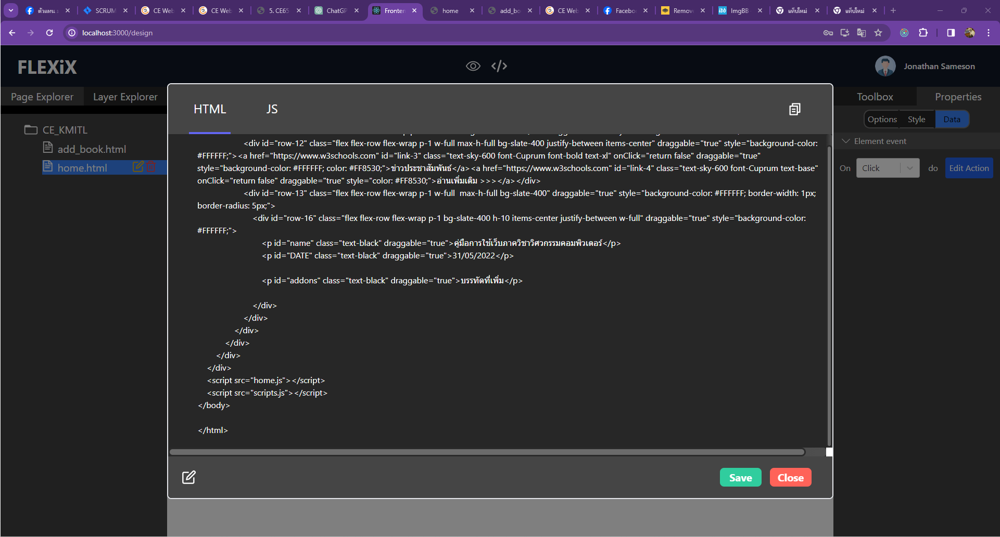 ตัวแทน
SCRUM
CE Web
CE Web
5. CE65
ChatGP
Fronten
home
add_bo
CE Web
Facebo
Remov
ImgBB
แท็บใหม่
แท็บใหม่
localhost:3000/design
FLEXiX
Jonathan Sameson
Page Explorer
Layer Explorer
Toolbox
Properties
HTML
JS
Options
Style
Data
CE_KMITL
add_book.html
home.html
Element event
On
Click
do
Edit Action
<div id="row-12" class="flex flex-row flex-wrap p-1 w-full max-h-full bg-slate-400 justify-between items-center" draggable="true" style="background-color:
#FFFFFF;"><a href="https://www.w3schools.com" id="link-3" class="text-sky-600 font-Cuprum font-bold text-xl" onClick="return false" draggable="true"
style="background-color: #FFFFFF; color: #FF8530;">ข่าวประชาสัมพันธ์</a><a href="https://www.w3schools.com" id="link-4" class="text-sky-600 font-Cuprum text-base"
onClick="return false" draggable="true" style="color: #FF8530;">อ่านเพิ่มเติม >>></a></div>
<div id="row-13" class="flex flex-row flex-wrap p-1 w-full  max-h-full bg-slate-400" draggable="true" style="background-color: #FFFFFF; border-width: 1px;
border-radius: 5px;">
<div id="row-16" class="flex flex-row flex-wrap p-1 bg-slate-400 h-10 items-center justify-between w-full" draggable="true" style="background-color:
#FFFFFF;">
<p id="name" class="text-black" draggable="true">คู่มือการใช้เว็บภาควิชาวิศวกรรมคอมพิวเตอร์</p>
<p id="DATE" class="text-black" draggable="true">31/05/2022</p>
<p id="addons" class="text-black" draggable="true">บรรทัดที่เพิ่ม</p>
</div>
</div>
</div>
</div>
</div>
</div>
<script src="home.js"></script>
<script src="scripts.js"></script>
</body>
</html>
Save
Close